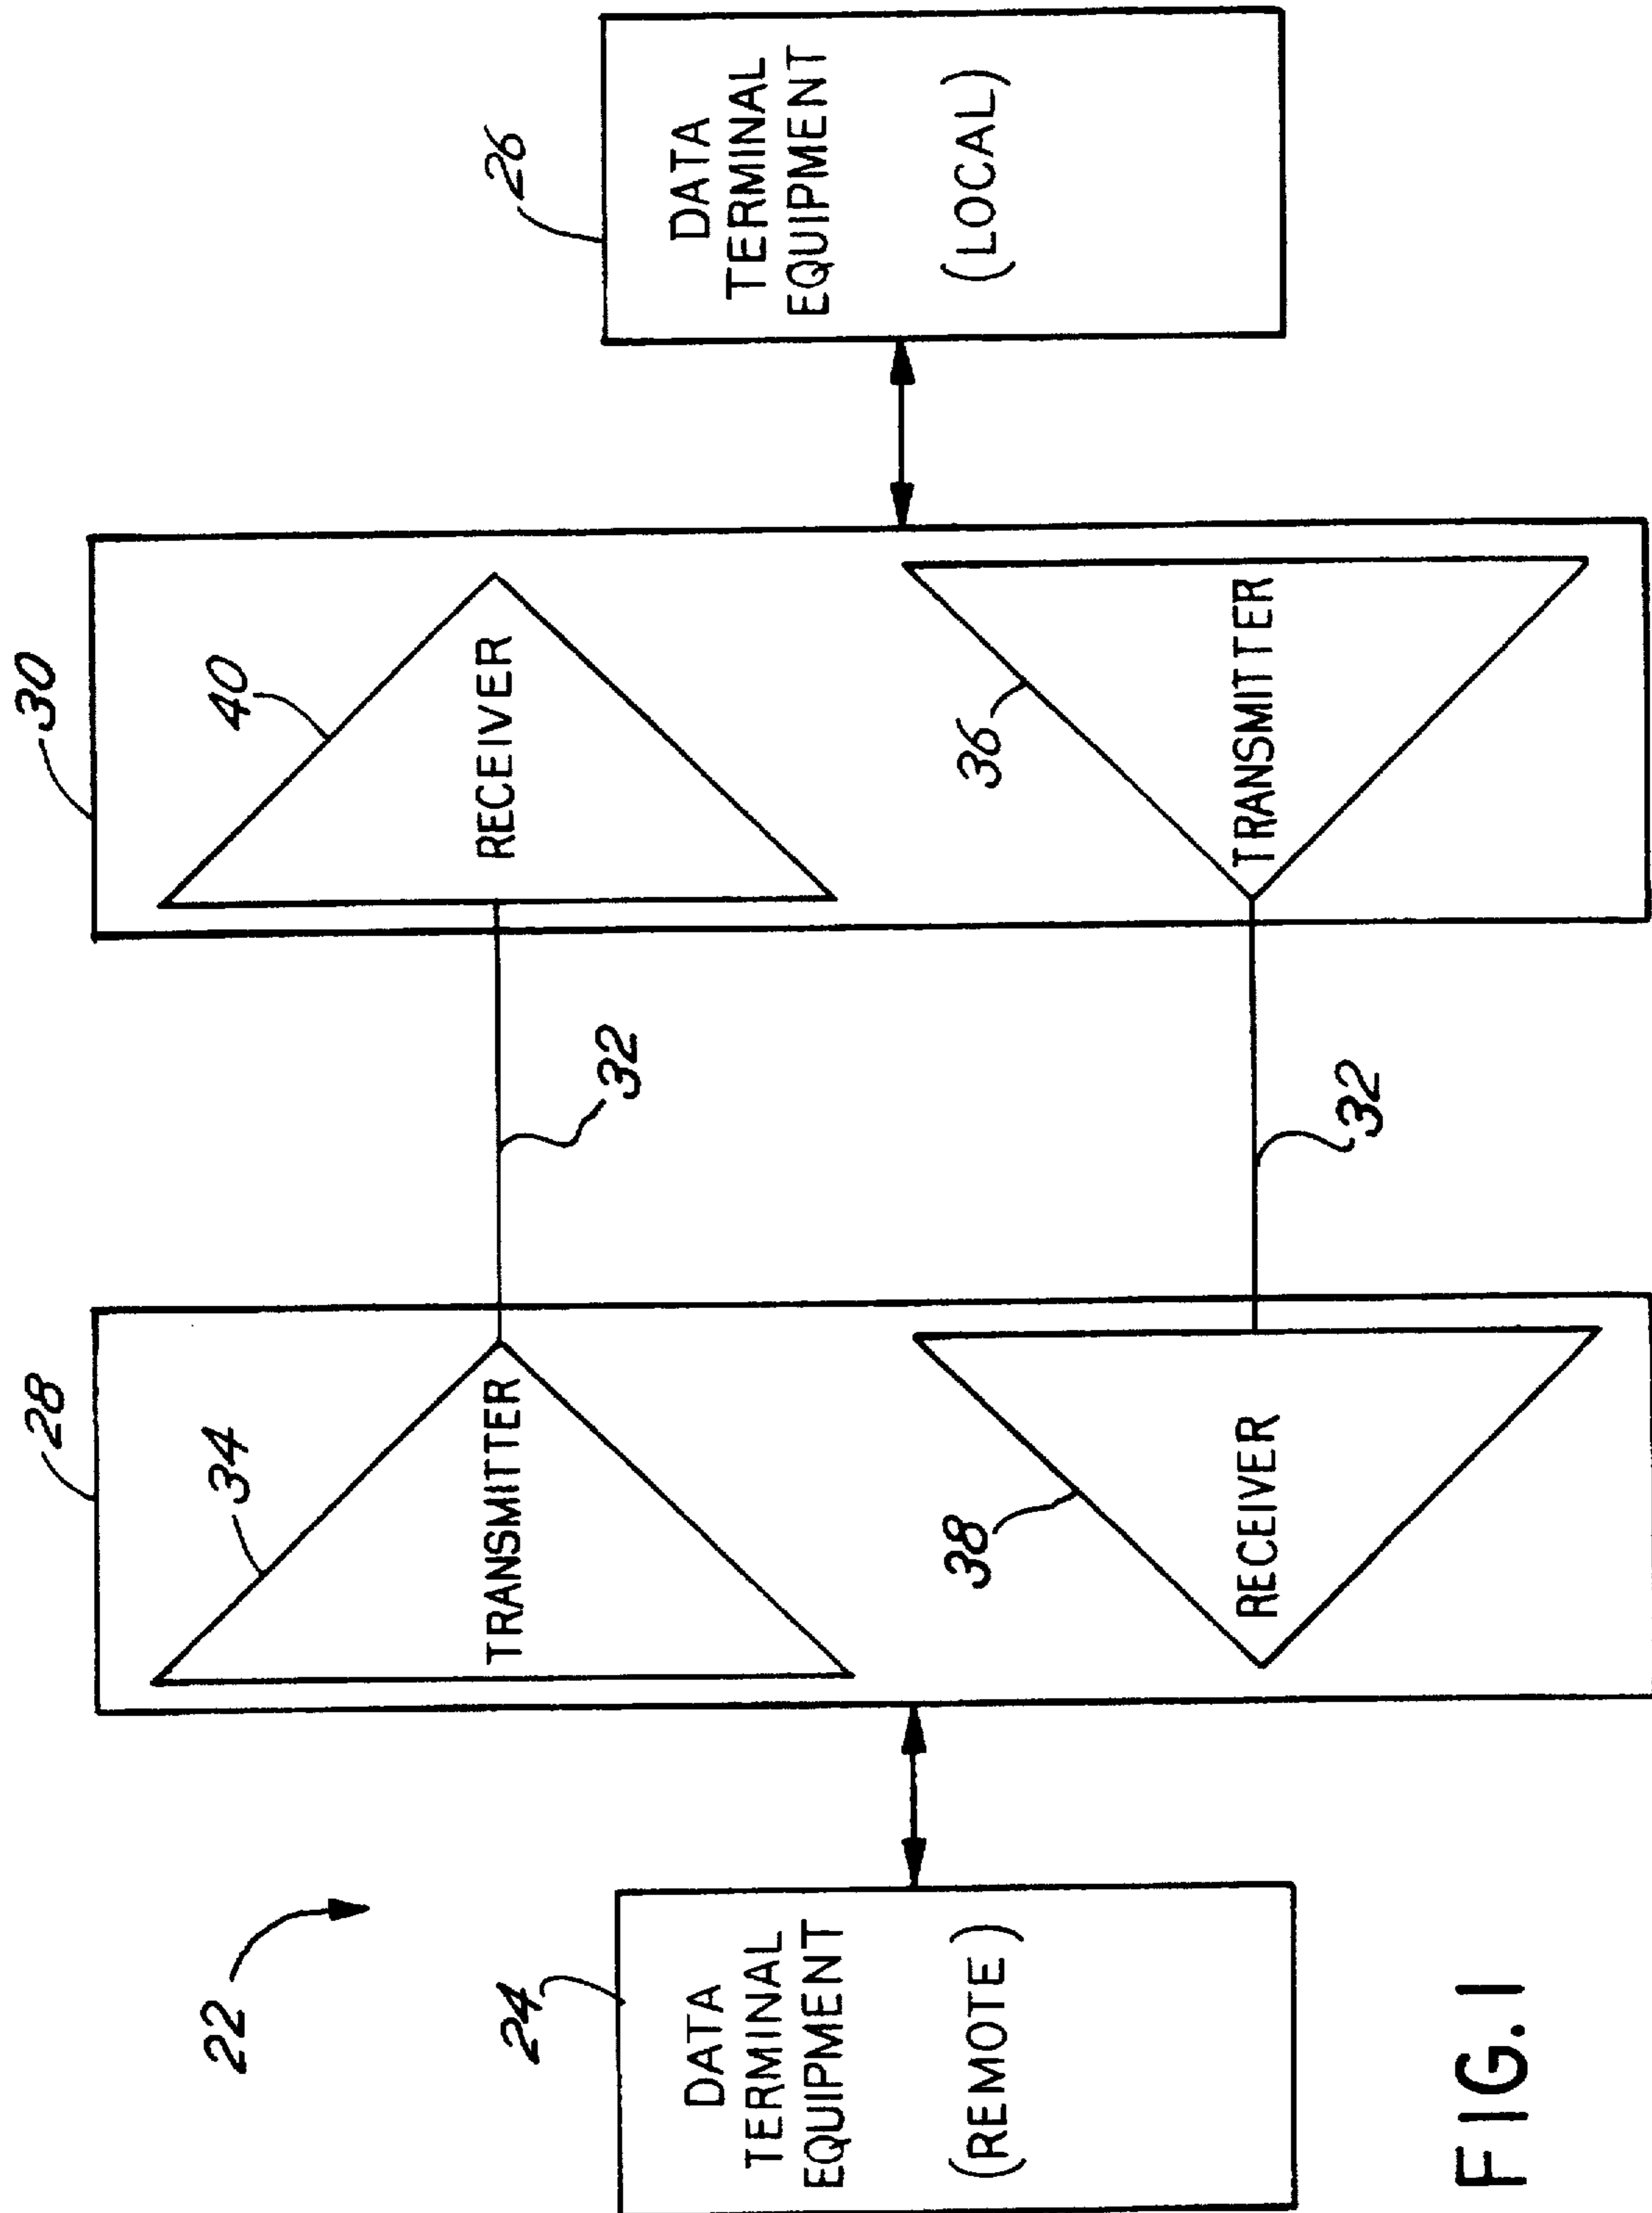 22
24
DATA
TERMINAL
EQUIPMENT
(REMOTE)
28
34
TRANSMITTER
38
RECEIVER
32
32
30
40
RECEIVER
36
TRANSMITTER
26
DATA
TERMINAL
EQUIPMENT
(LOCAL)
FIG. 1